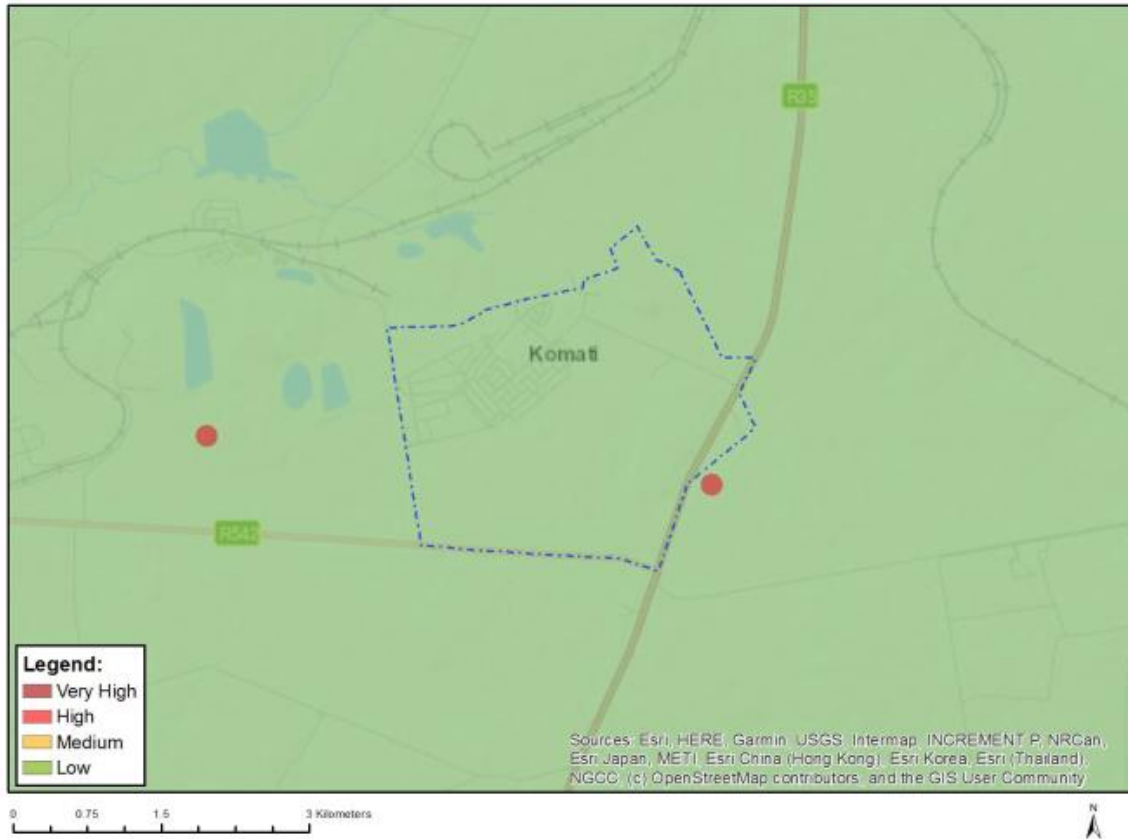 R35
Komati
R542
Legend:
Very High
High
Medium
Low
Sources: Esri, HERE, Garmin, USGS, Intermap, INCREMENT P, NRCan,
Esri Japan, METI, Esri China (Hong Kong), Esri Korea, Esri (Thailand),
NGCC, (c) OpenStreetMap contributors, and the GIS User Community
0 0.75 1.5 3 Kilometers
N